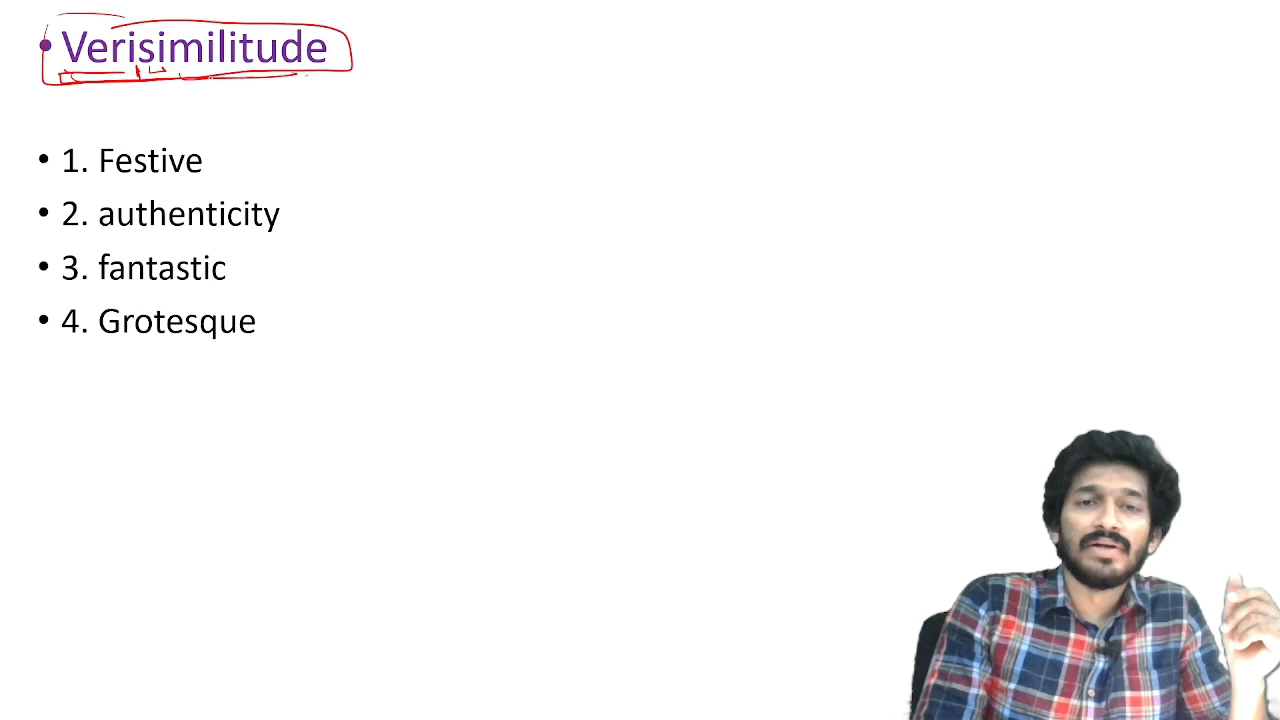 • Verisimilitude
• 1. Festive
• 2. authenticity
• 3. fantastic
• 4. Grotesque